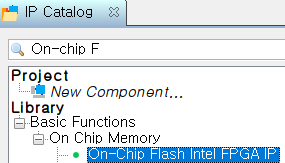 IP Catalog
On-chip F
Project
New Component...
Library
Basic Functions
On Chip Memory
On-Chip Flash Intel FPGA IP